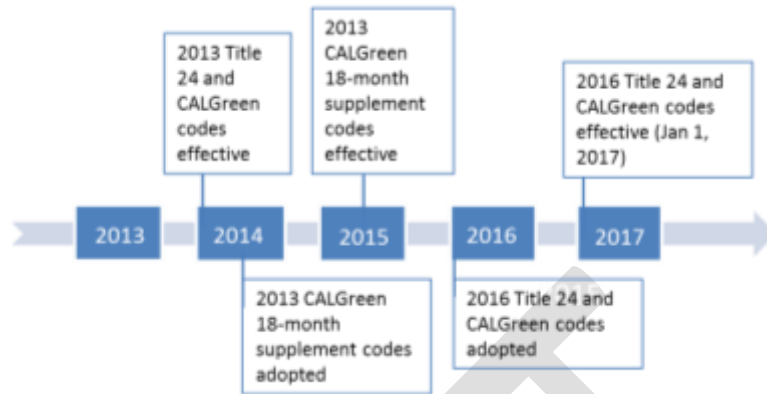 2013 Title
24 and
CALGreen
codes
effective
2013
CALGreen
18-month
supplement
codes
effective
2016 Title 24 and
CALGreen codes
effective (Jan 1,
2017)
2013
2014
2015
2016
2017
2013 CALGreen
18-month
supplement codes
adopted
2016 Title 24 and
CALGreen codes
adopted